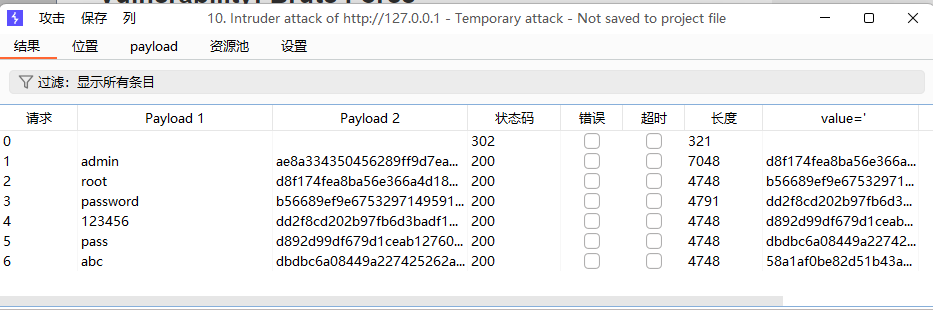 攻击 保存 列 10. Intruder attack of http://127.0.0.1 - Temporary attack - Not saved to project file
结果 位置 payload 资源池 设置
过滤：显示所有条目
请求 Payload 1 Payload 2 状态码 错误 超时 长度 value='
0 302 321
1 admin ae8a334350456289ff9d7ea... 200 7048 d8f174fea8ba56e366a...
2 root d8f174fea8ba56e366a4d18... 200 4748 b56689ef9e67532971...
3 password b56689ef9e6753297149591... 200 4791 dd2f8cd202b97fb6d3...
4 123456 dd2f8cd202b97fb6d3badf1... 200 4748 d892d99df679d1ceab...
5 pass d892d99df679d1ceab12760... 200 4748 dbdbc6a08449a22742...
6 abc dbdbc6a08449a227425262a... 200 4748 58a1af0be82d51b43a...